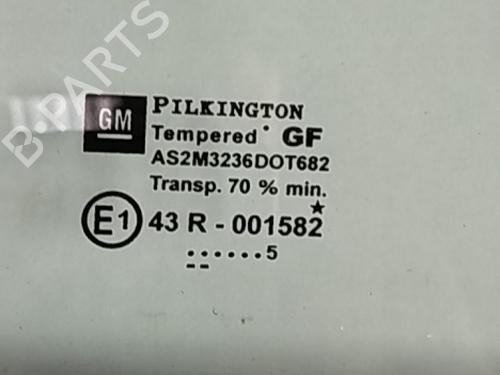 B-PARTS
GM PILKINGTON
Tempered GF
AS2M3236DOT682
Transp. 70 % min.
E1 43 R - 001582
......5